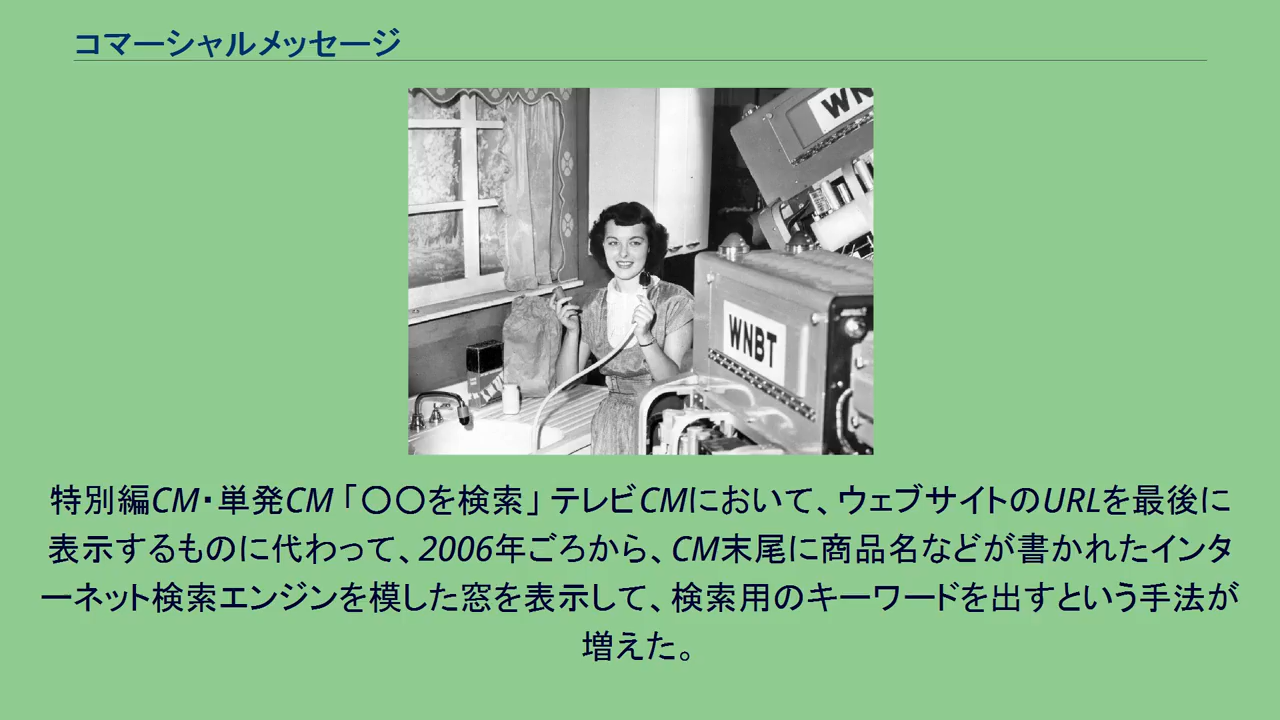 コマーシャルメッセージ
WN
WNBT
特別編CM・単発CM「〇〇を検索」テレビCMにおいて、ウェブサイトのURLを最後に
表示するものに代わって、2006年ごろから、CM末尾に商品名などが書かれたインタ
ーネット検索エンジンを模した窓を表示して、検索用のキーワードを出すという手法が
増えた。